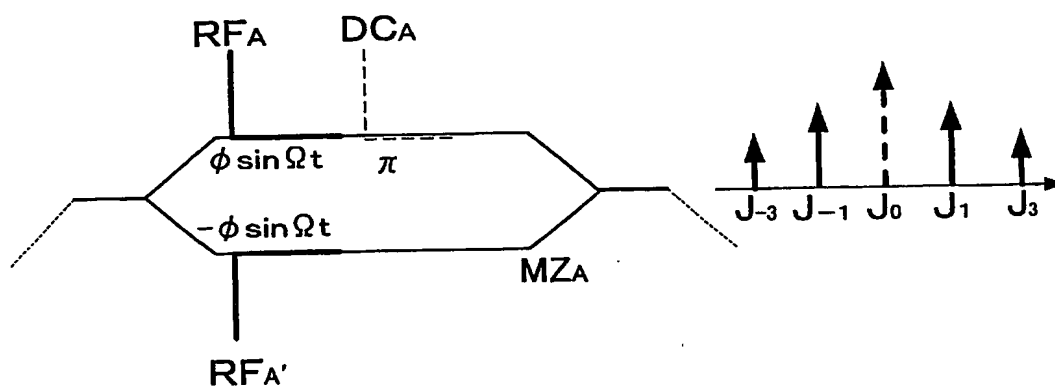 RFA
DCA
ϕ sin Ωt
π
-ϕ sin Ωt
MZA
RFA'
J-3
J-1
J0
J1
J3